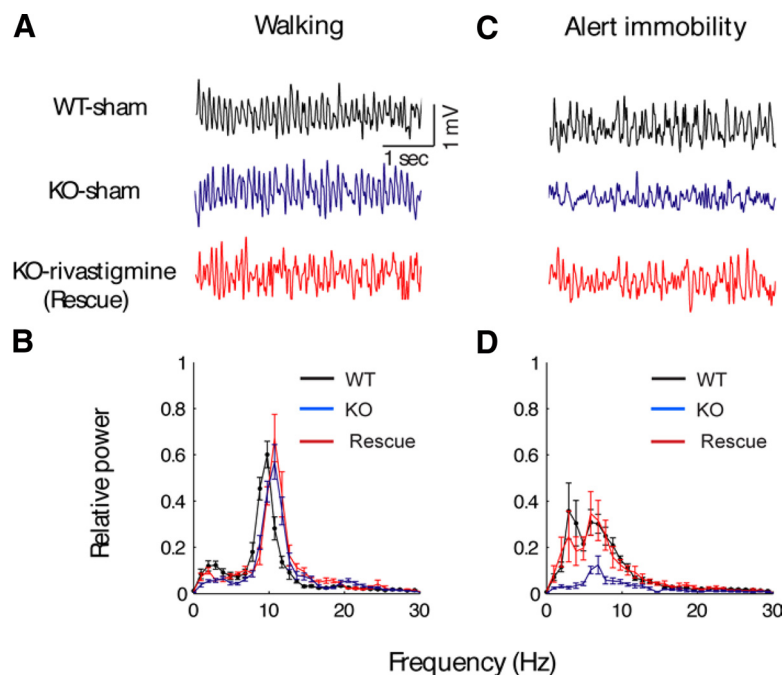 A
Walking
C
Alert immobility
WT-sham
1 mV
1 sec
KO-sham
KO-rivastigmine
(Rescue)
B
D
1
0.8
0.6
0.4
0.2
0
0
10
20
30
WT
KO
Rescue
1
0.8
0.6
0.4
0.2
0
0
10
20
30
WT
KO
Rescue
Relative power
Frequency (Hz)